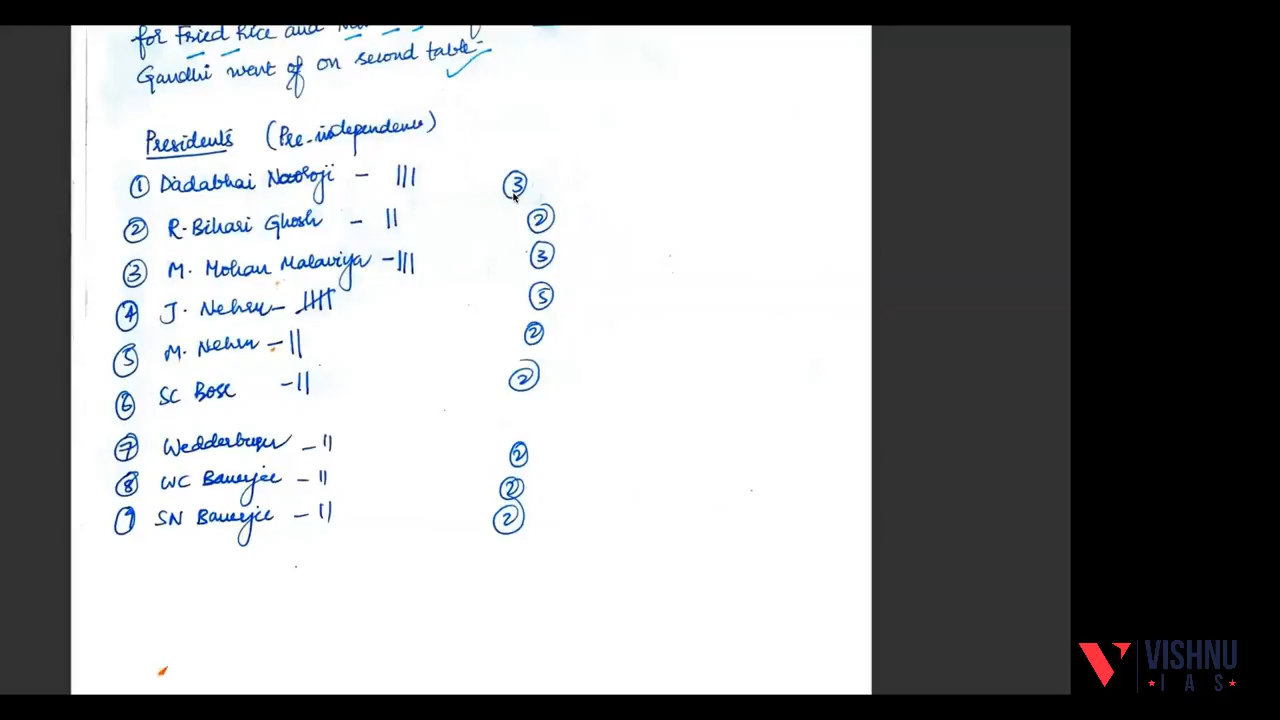 for Fried Rice and
Gandhi went of on second table.
Presidents (Pre-independence)
① Dadabhai Naoroji - ||| ③
② R. Bihari Ghosh - || ②
③ M. Mohan Malaviya - ||| ③
④ J. Nehru - 𝍸 ⑤
⑤ M. Nehru - || ②
⑥ SC Bose - || ②
⑦ - || ②
⑧ WC Banerjee - || ②
⑨ SN Banerjee - || ②
VISHNU
IAS